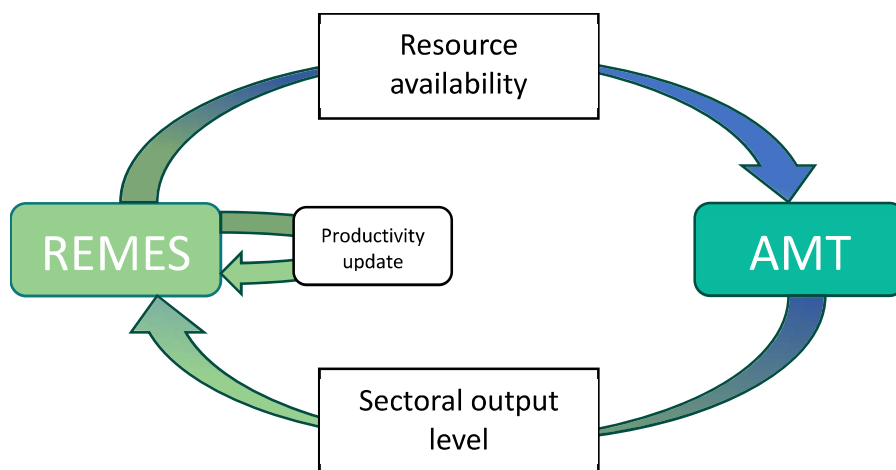 Resource
availability
REMES
Productivity
update
AMT
Sectoral output
level